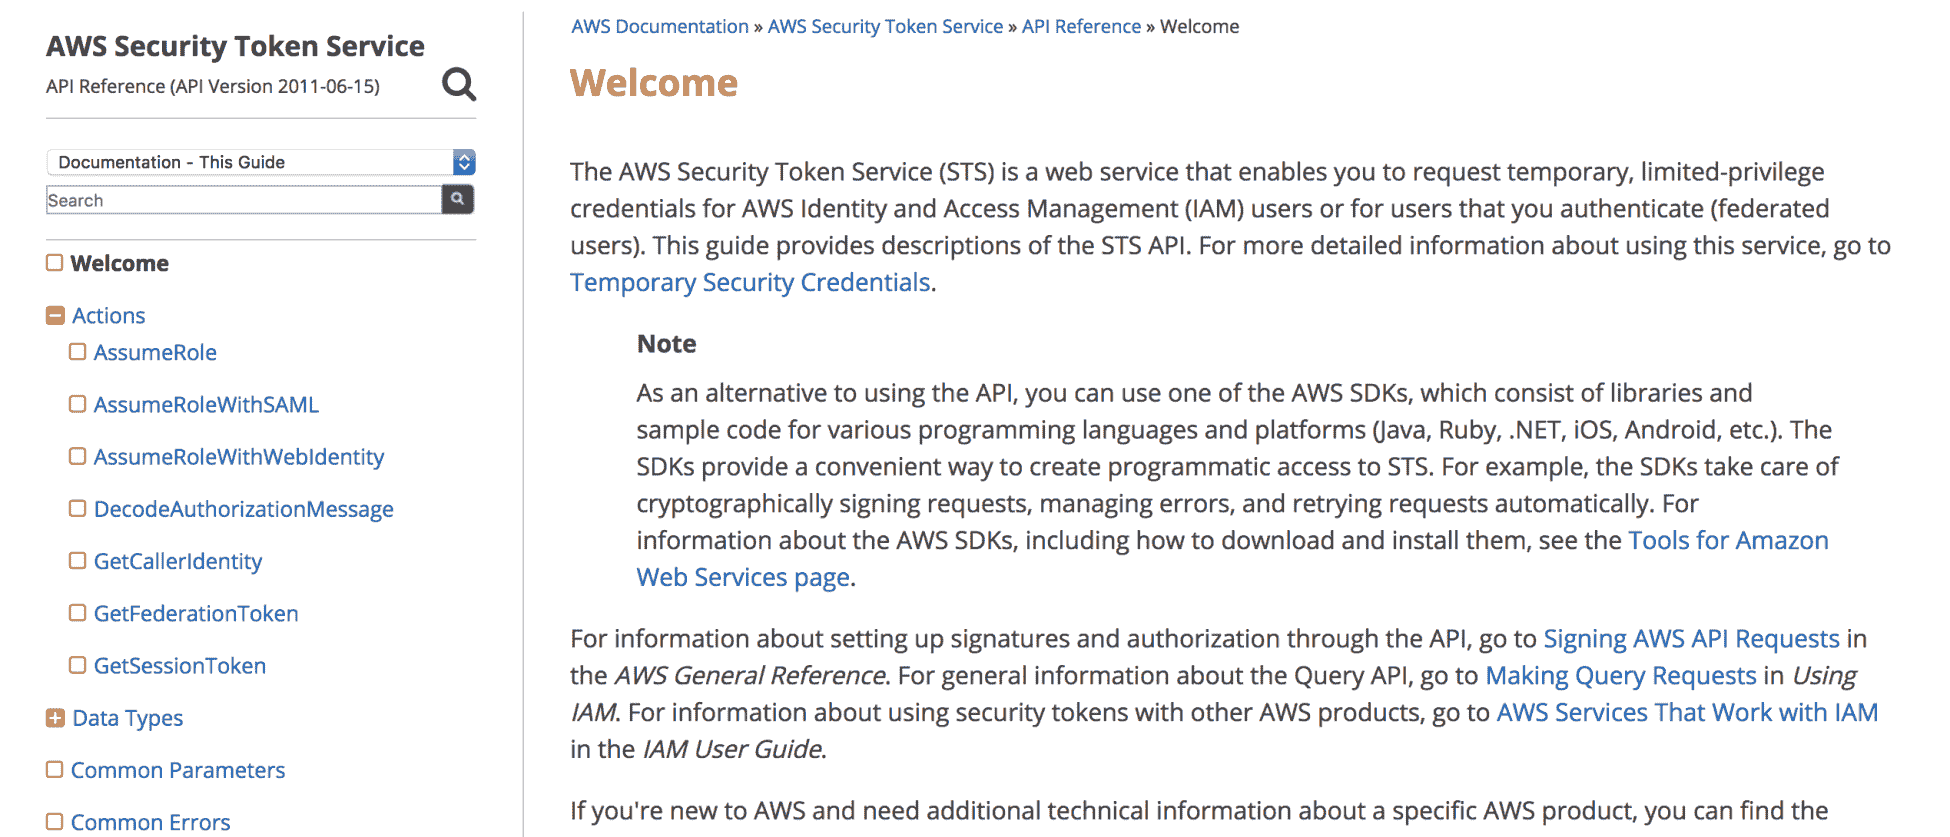 AWS Security Token Service
API Reference (API Version 2011-06-15)
Documentation - This Guide
Search
Welcome
Actions
AssumeRole
AssumeRoleWithSAML
AssumeRoleWithWebIdentity
DecodeAuthorizationMessage
GetCallerIdentity
GetFederationToken
GetSessionToken
Data Types
Common Parameters
Common Errors
AWS Documentation » AWS Security Token Service » API Reference » Welcome
Welcome
The AWS Security Token Service (STS) is a web service that enables you to request temporary, limited-privilege
credentials for AWS Identity and Access Management (IAM) users or for users that you authenticate (federated
users). This guide provides descriptions of the STS API. For more detailed information about using this service, go to
Temporary Security Credentials.
Note
As an alternative to using the API, you can use one of the AWS SDKs, which consist of libraries and
sample code for various programming languages and platforms (Java, Ruby, .NET, iOS, Android, etc.). The
SDKs provide a convenient way to create programmatic access to STS. For example, the SDKs take care of
cryptographically signing requests, managing errors, and retrying requests automatically. For
information about the AWS SDKs, including how to download and install them, see the Tools for Amazon
Web Services page.
For information about setting up signatures and authorization through the API, go to Signing AWS API Requests in
the AWS General Reference. For general information about the Query API, go to Making Query Requests in Using
IAM. For information about using security tokens with other AWS products, go to AWS Services That Work with IAM
in the IAM User Guide.
If you're new to AWS and need additional technical information about a specific AWS product, you can find the